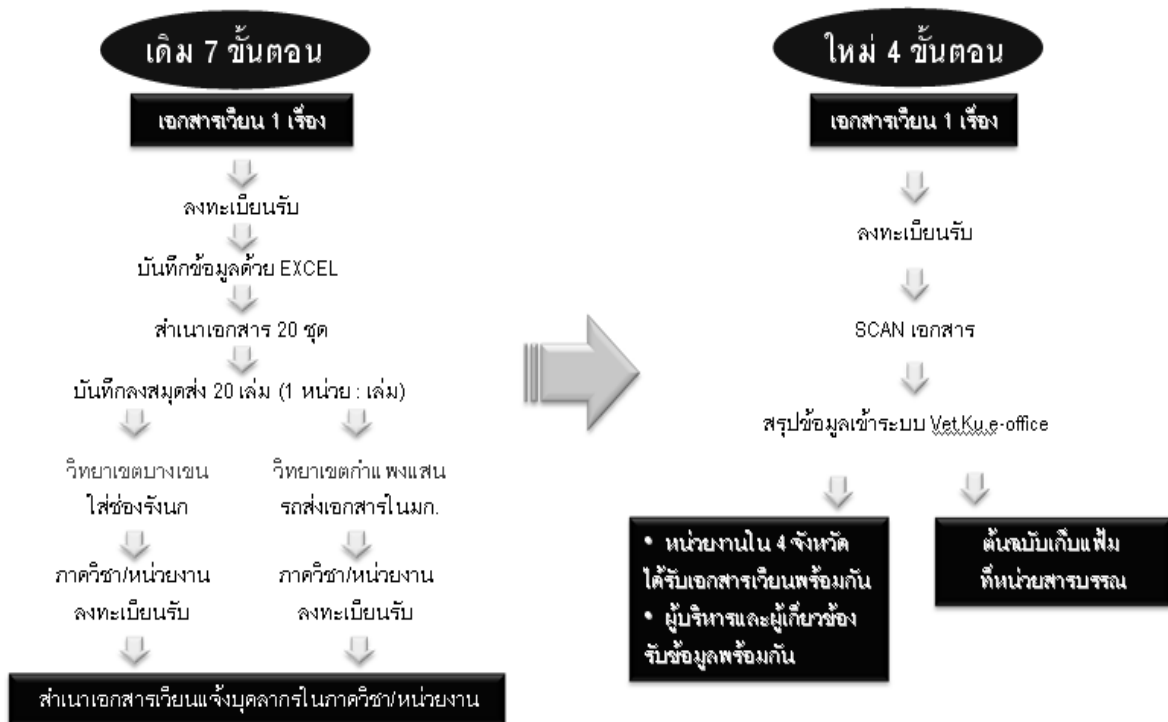 เดิม 7 ขั้นตอน
เอกสารเวียน 1 เรื่อง
ลงทะเบียนรับ
บันทึกข้อมูลด้วย EXCEL
สำเนาเอกสาร 20 ชุด
บันทึกลงสมุดส่ง 20 เล่ม (1 หน่วย : เล่ม)
วิทยาเขตบางเขน
ใส่ช่องรังนก
ภาควิชา/หน่วยงาน
ลงทะเบียนรับ
วิทยาเขตกำแพงแสน
รถส่งเอกสารในมก.
ภาควิชา/หน่วยงาน
ลงทะเบียนรับ
สำเนาเอกสารเวียนแจ้งบุคลากรในภาควิชา/หน่วยงาน
ใหม่ 4 ขั้นตอน
เอกสารเวียน 1 เรื่อง
ลงทะเบียนรับ
SCAN เอกสาร
สรุปข้อมูลเข้าระบบ Vet.Ku.e-office
• หน่วยงานใน 4 จังหวัด
ได้รับเอกสารเวียนพร้อมกัน
• ผู้บริหารและผู้เกี่ยวข้อง
รับข้อมูลพร้อมกัน
ต้นฉบับเก็บแฟ้ม
ที่หน่วยสารบรรณ